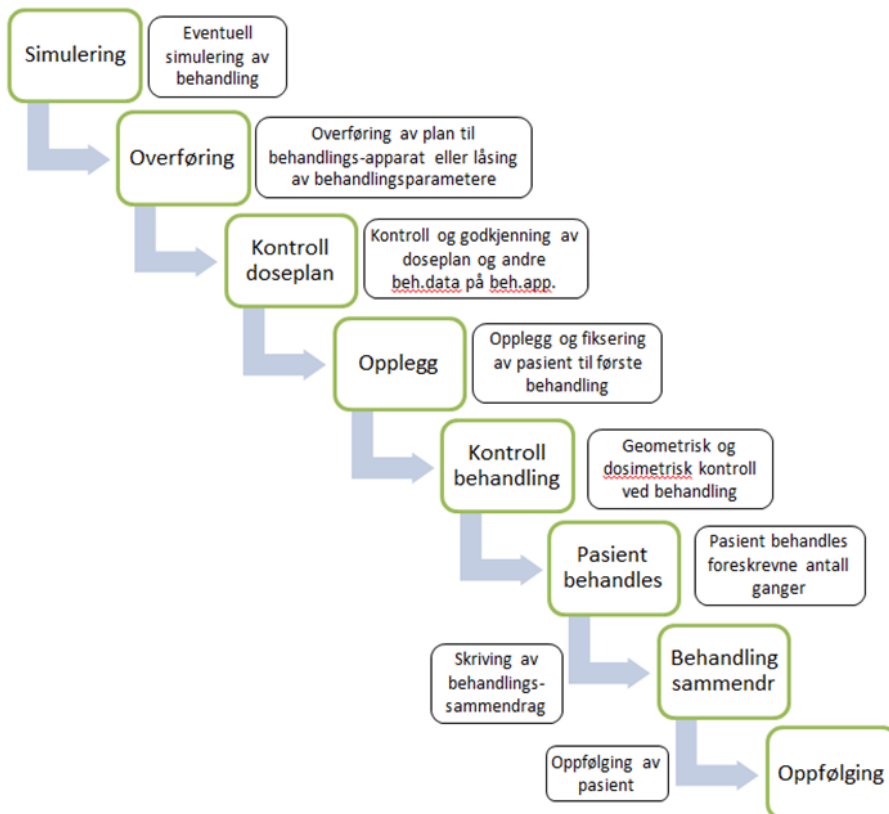 Simulering
Eventuell
simulering av
behandling
Overføring
Overføring av plan til
behandlings-apparat eller låsing
av behandlingsparametere
Kontroll
doseplan
Kontroll og godkjenning av
doseplan og andre
beh.data på beh.app.
Opplegg
Opplegg og fiksering
av pasient til første
behandling
Kontroll
behandling
Geometrisk og
dosimetrisk kontroll
ved behandling
Pasient
behandles
Pasient behandles
foreskrevne antall
ganger
Skriving av
behandlings-
sammendrag
Behandling
sammendr
Oppfølging av
pasient
Oppfølging